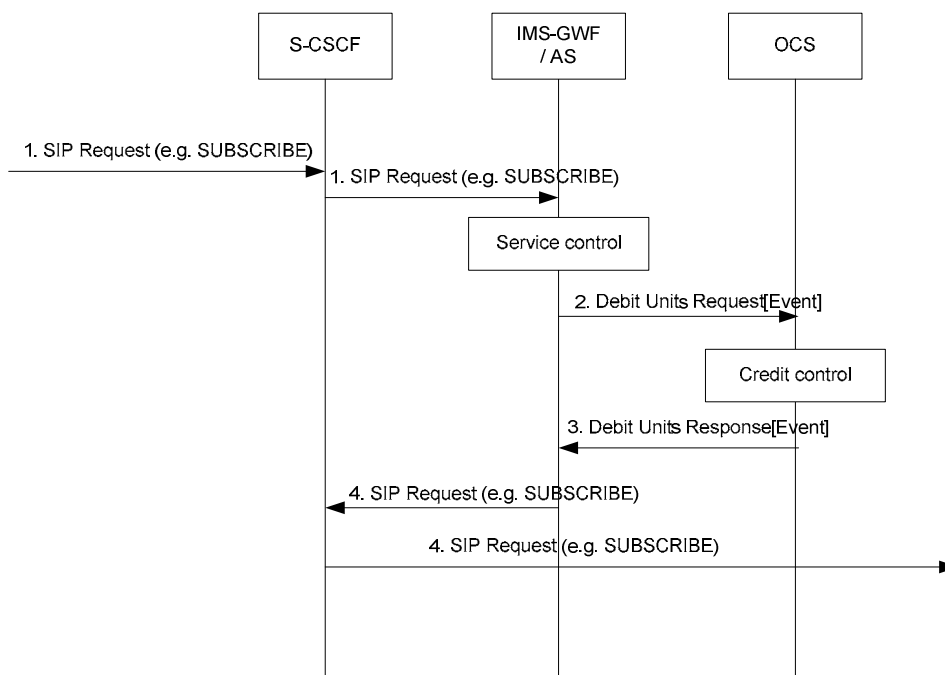 S-CSCF
IMS-GWF
/ AS
OCS
1. SIP Request (e.g. SUBSCRIBE)
1. SIP Request (e.g. SUBSCRIBE)
Service control
2. Debit Units Request[Event]
Credit control
3. Debit Units Response[Event]
4. SIP Request (e.g. SUBSCRIBE)
4. SIP Request (e.g. SUBSCRIBE)